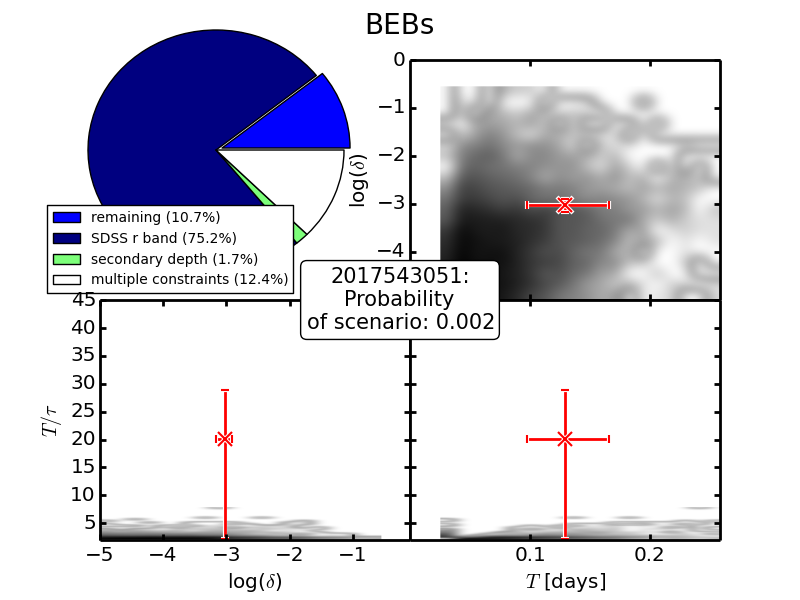 BEBs
remaining (10.7%)
SDSS r band (75.2%)
secondary depth (1.7%)
multiple constraints (12.4%)
0
−1
−2
−3
−4
log(δ)
2017543051:
Probability
of scenario: 0.002
45
35
30
25
20
15
10
5
T/τ
−5 −4 −3 −2 −1
log(δ)
0.1 0.2
T [days]